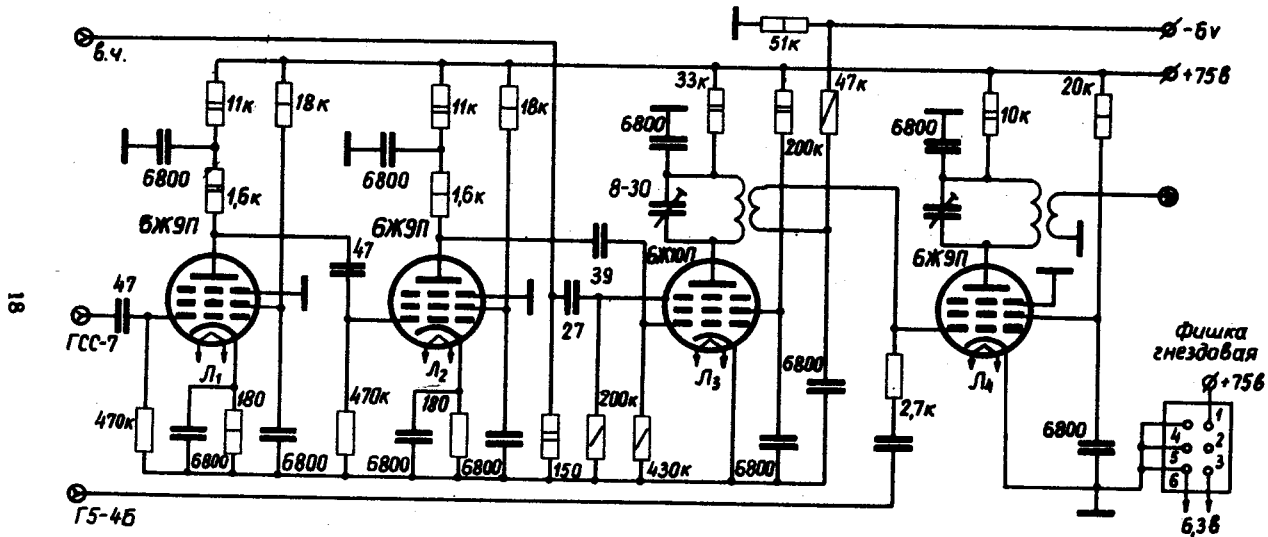 51к
-6v
в.ч.
33к
47к
+75в
20к
11к
18к
11к
18к
6800
200к
6800
10к
6800
6800
1,6к
1,6к
8-30
6Ж9П
6Ж9П
6Ж10П
6Ж9П
47
47
39
27
ГСС-7
Л1
Л2
Л3
Л4
18
Фишка
гнездовая
+75в
470к
6800
180
6800
470к
6800
180
6800
150
200к
430к
6800
6800
2,7к
6800
1
4
2
5
3
6
6,3в
Г5-4Б